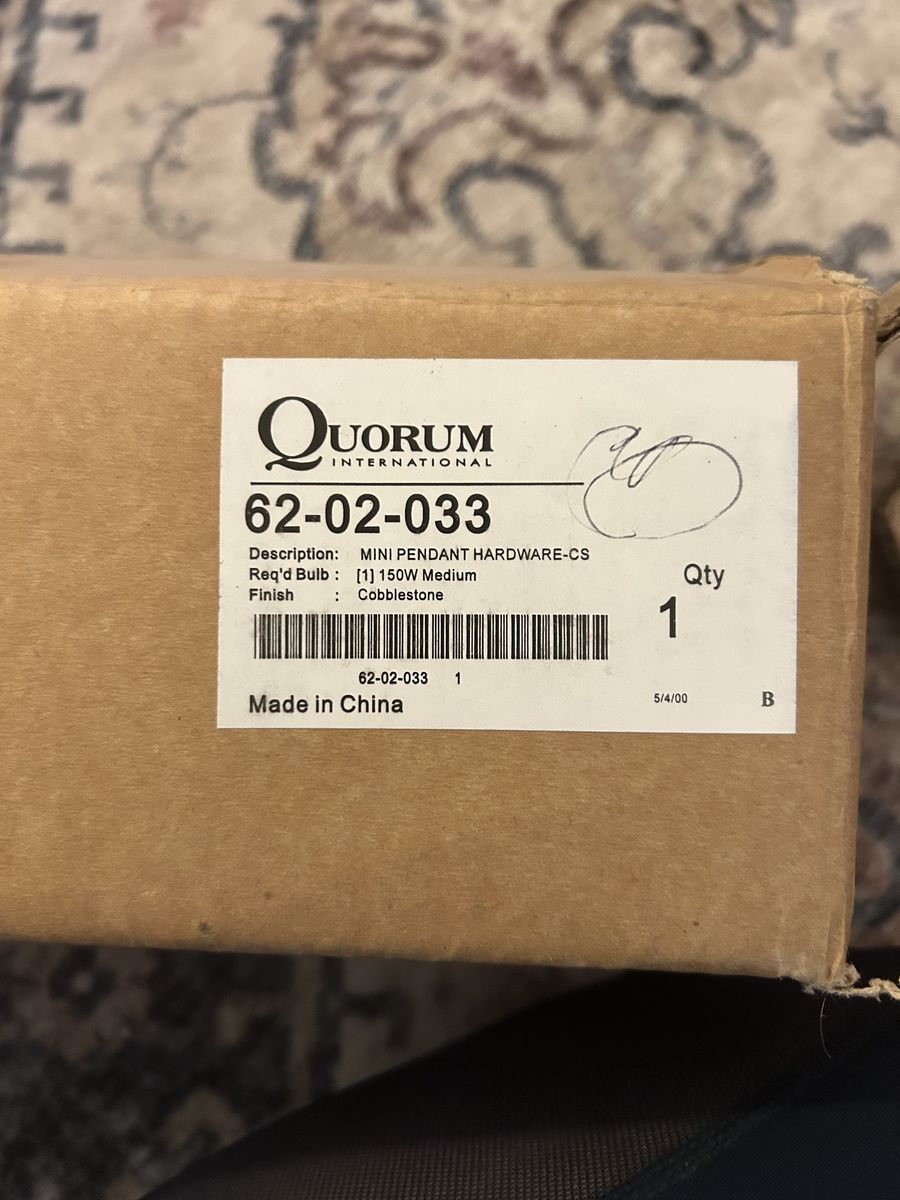 QUORUM
INTERNATIONAL
62-02-033
Description: MINI PENDANT HARDWARE-CS
Req'd Bulb : [1] 150W Medium
Finish : Cobblestone
Qty
1
62-02-033 1
Made in China
5/4/00
B